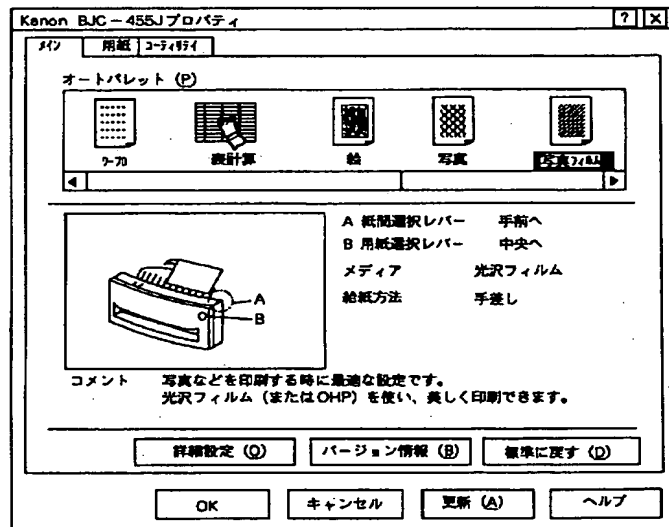 Kanon BJC－455Jプロパティ ? ×
メイン 用紙 ユーティリティ
オートパレット (P)
ワープロ 表計算 絵 写真 写真フィルム
A 紙間選択レバー 手前へ
B 用紙選択レバー 中央へ
メディア 光沢フィルム
給紙方法 手差し
A
B
コメント 写真などを印刷する時に最適な設定です。
光沢フィルム（またはOHP）を使い、美しく印刷できます。
詳細設定 (O) バージョン情報 (B) 標準に戻す (D)
OK キャンセル 更新 (A) ヘルプ